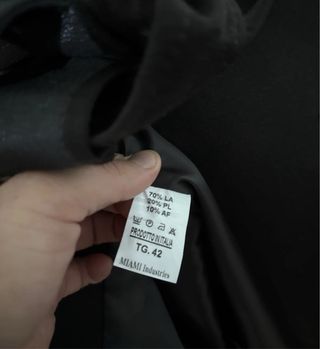 70% LA
20% PL
10% AF
PRODOTTO IN ITALIA
TG. 42
MIAMI Industries